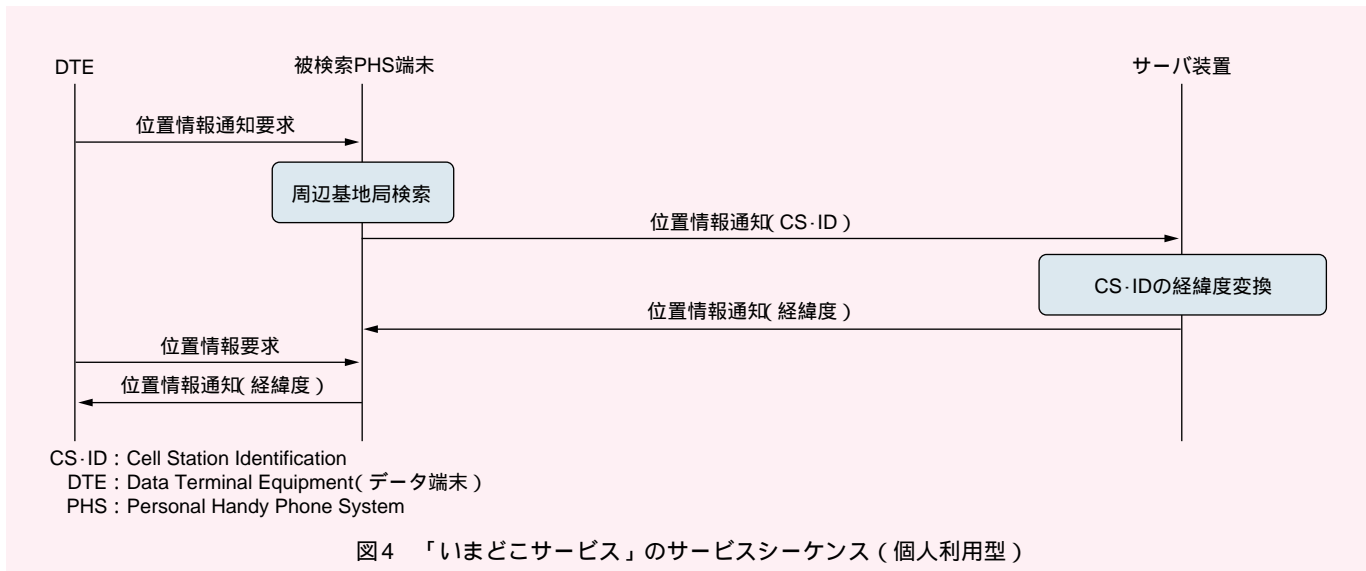 DTE
被検索PHS端末
サーバ装置
位置情報通知要求
周辺基地局検索
位置情報通知(CS-ID)
CS-IDの経緯度変換
位置情報通知(経緯度)
位置情報要求
位置情報通知(経緯度)
CS-ID:Cell Station Identification
DTE:Data Terminal Equipment(データ端末)
PHS:Personal Handy Phone System
図4 「いまどこサービス」のサービスシーケンス(個人利用型)